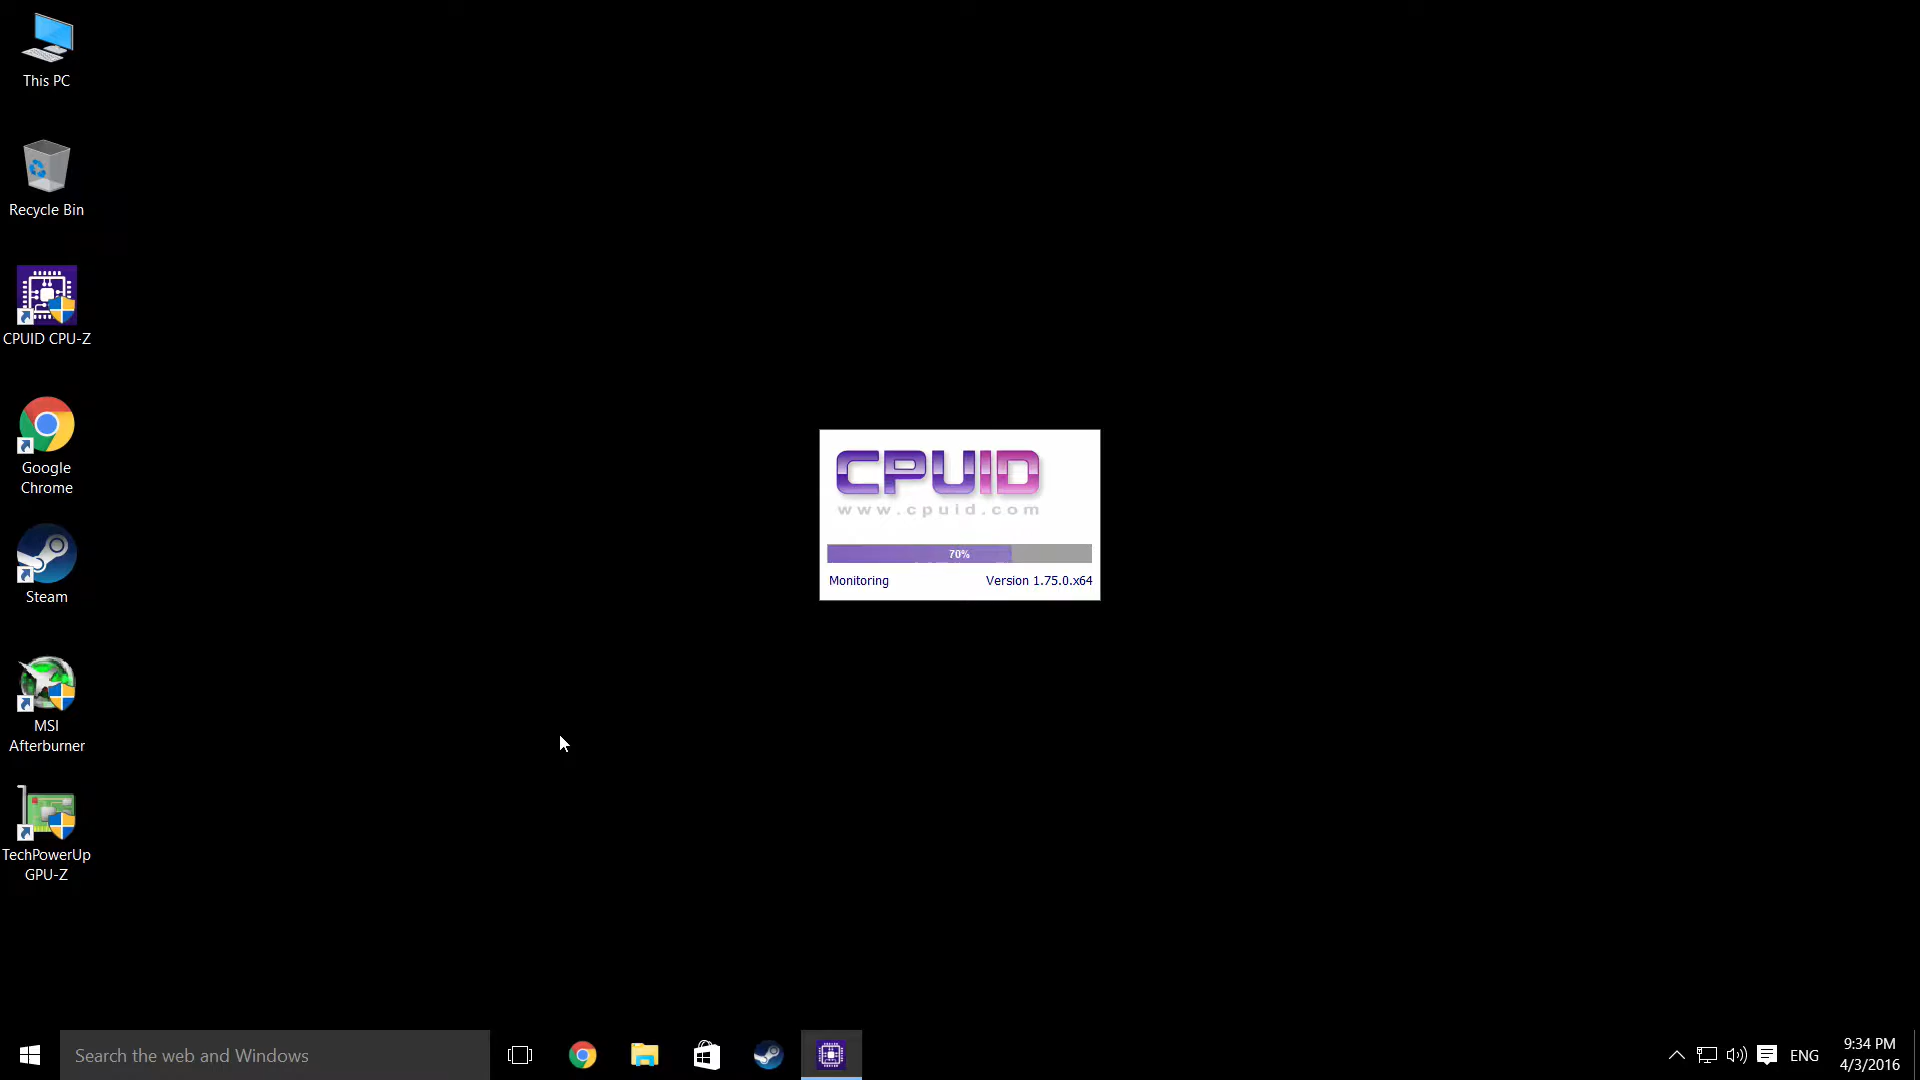 This PC
Recycle Bin
CPUID CPU-Z
Google
Chrome
Steam
MSI
Afterburner
TechPowerUp
GPU-Z
CPUID
www.cpuid.com
70%
Monitoring
Version 1.75.0.x64
Search the web and Windows
ENG
9:34 PM
4/3/2016